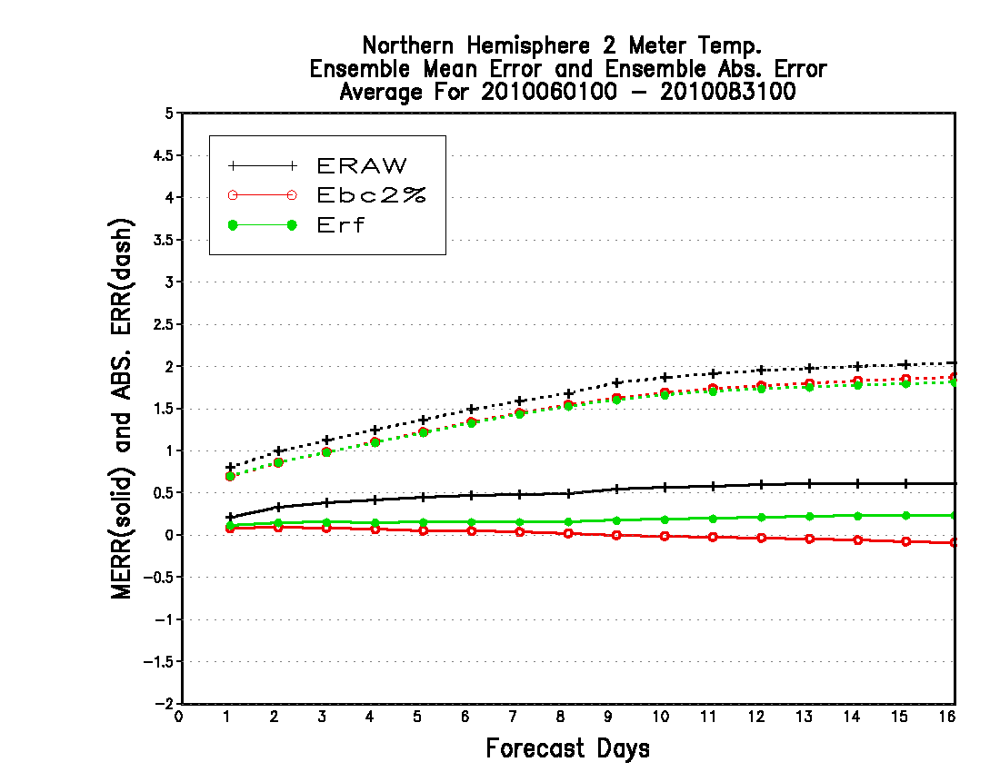 Northern Hemisphere 2 Meter Temp.
Ensemble Mean Error and Ensemble Abs. Error
Average For 2010060100 – 2010083100
ERAW
Ebc2%
Erf
MERR(solid) and ABS. ERR(dash)
5
4.5
4
3.5
3
2.5
2
1.5
1
0.5
0
−0.5
−1
−1.5
−2
0 1 2 3 4 5 6 7 8 9 10 11 12 13 14 15 16
Forecast Days